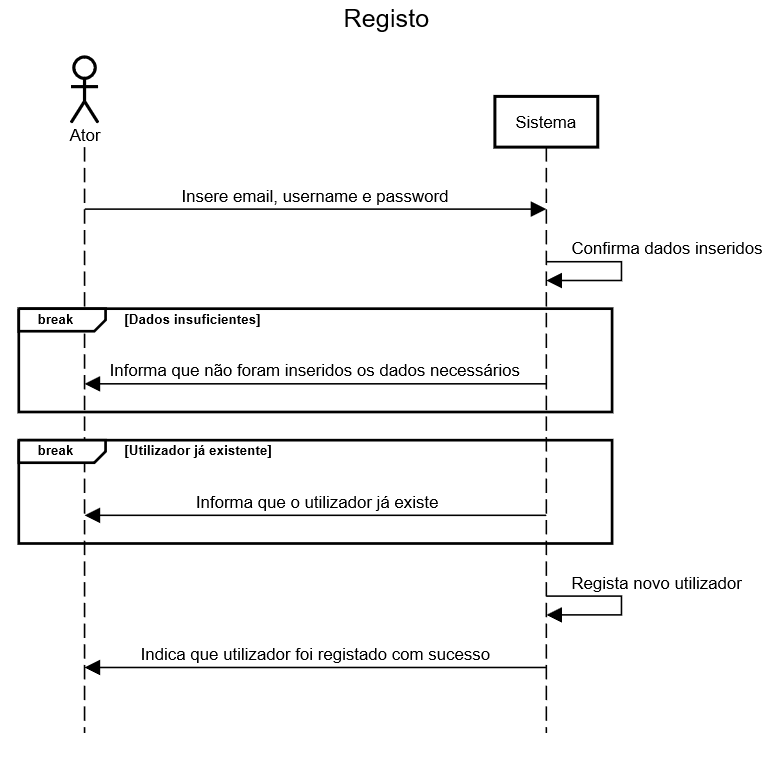 Registo
Ator
Sistema
Insere email, username e password
Confirma dados inseridos
break [Dados insuficientes]
Informa que não foram inseridos os dados necessários
break [Utilizador já existente]
Informa que o utilizador já existe
Regista novo utilizador
Indica que utilizador foi registado com sucesso